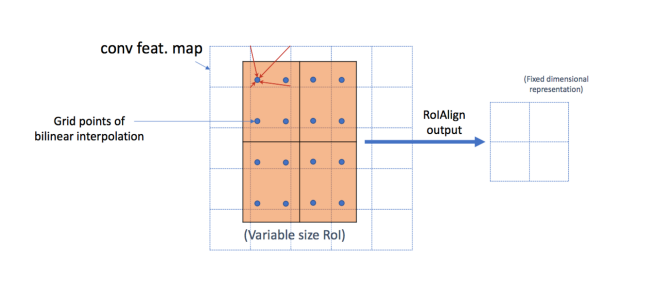 conv feat. map
(Fixed dimensional
representation)
Grid points of
bilinear interpolation
RoIAlign
output
(Variable size RoI)